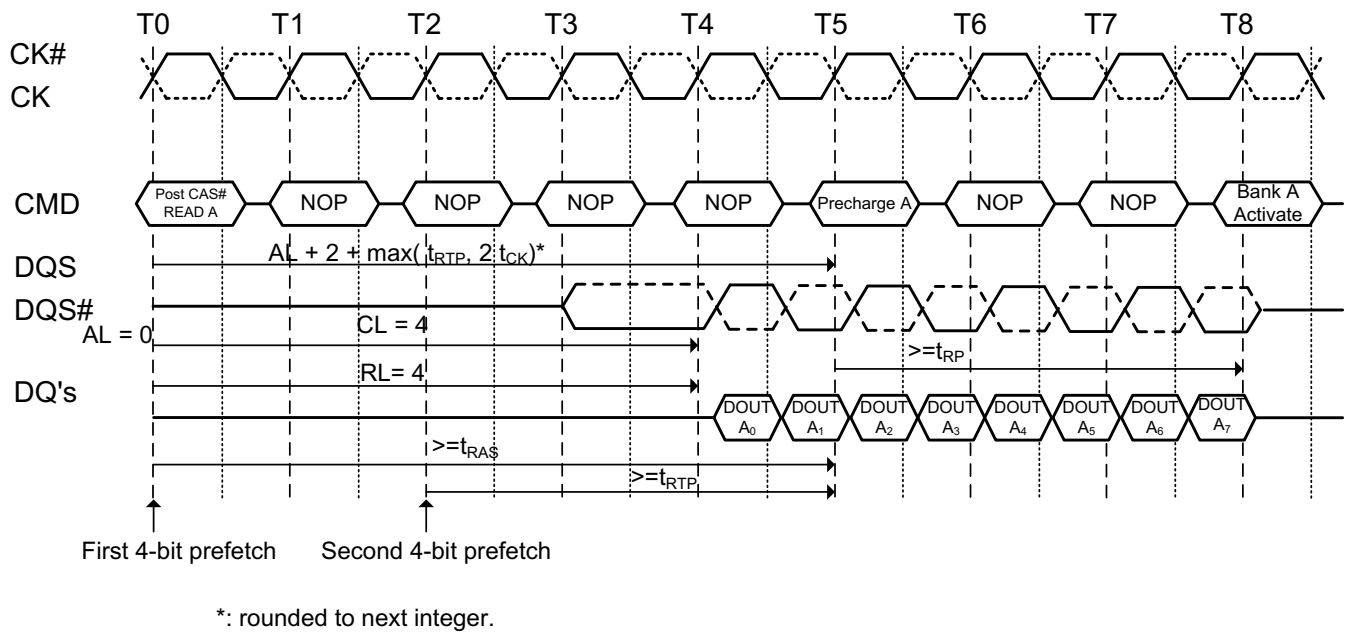 T0 T1 T2 T3 T4 T5 T6 T7 T8
CK#
CK
CMD
Post CAS#
READ A
NOP
NOP
NOP
NOP
Precharge A
NOP
NOP
Bank A
Activate
AL + 2 + max( tRTP, 2 tCK)*
DQS
DQS#
AL = 0
CL = 4
>=tRP
RL= 4
DQ's
DOUT
A0
DOUT
A1
DOUT
A2
DOUT
A3
DOUT
A4
DOUT
A5
DOUT
A6
DOUT
A7
>=tRAS
>=tRTP
First 4-bit prefetch
Second 4-bit prefetch
*: rounded to next integer.